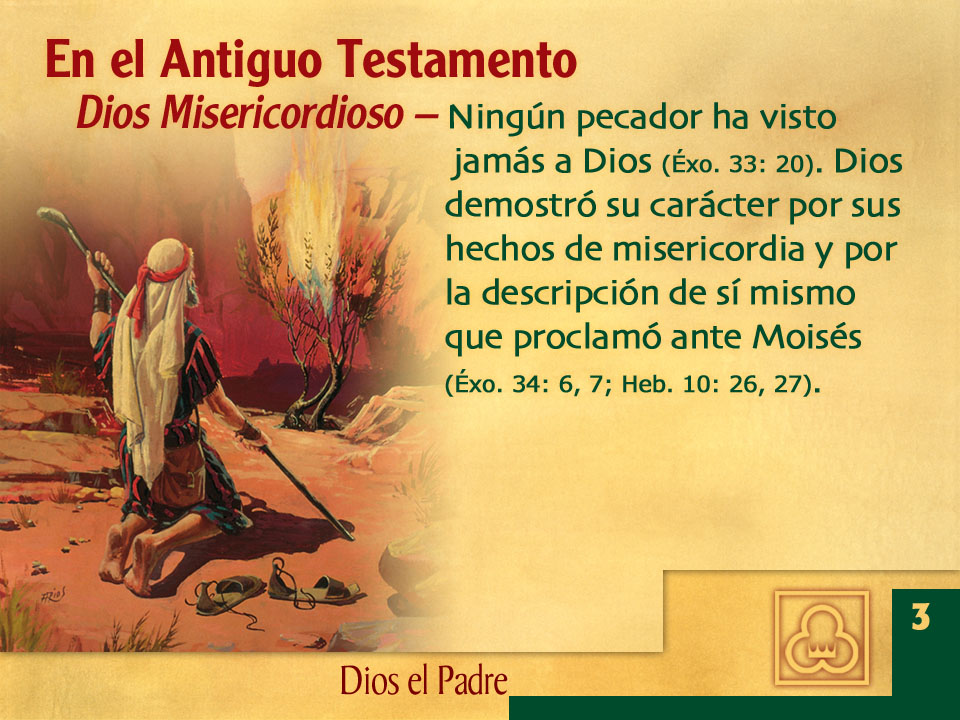 En el Antiguo Testamento
Dios Misericordioso – Ningún pecador ha visto
jamás a Dios (Éxo. 33: 20). Dios
demostró su carácter por sus
hechos de misericordia y por
la descripción de sí mismo
que proclamó ante Moisés
(Éxo. 34: 6, 7; Heb. 10: 26, 27).
ARIOS
3
Dios el Padre